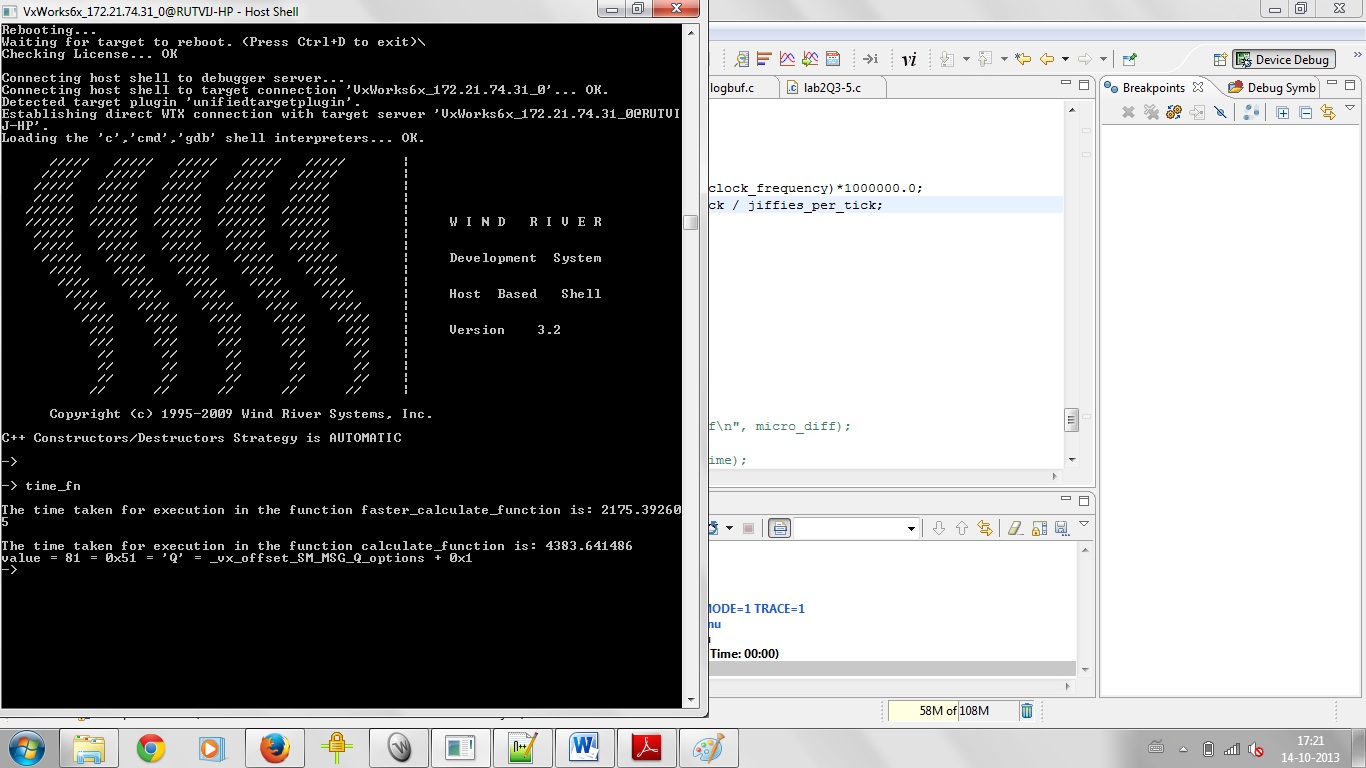 VxWorks6x_172.21.74.31_0@RUTVIJ-HP - Host Shell
Rebooting...
Waiting for target to reboot. (Press Ctrl+D to exit)\
Checking License... OK
Connecting host shell to debugger server...
Connecting host shell to target connection 'VxWorks6x_172.21.74.31_0'... OK.
Detected target plugin 'unifiedtargetplugin'.
Establishing direct WTX connection with target server 'VxWorks6x_172.21.74.31_0@RUTVI
J-HP'.
Loading the 'c','cmd','gdb' shell interpreters... OK.
W I N D   R I V E R
Development  System
Host  Based   Shell
Version    3.2
Copyright (c) 1995-2009 Wind River Systems, Inc.
C++ Constructors/Destructors Strategy is AUTOMATIC
->
-> time_fn
The time taken for execution in the function faster_calculate_function is: 2175.39260
5
The time taken for execution in the function calculate_function is: 4383.641486
value = 81 = 0x51 = 'Q' = _vx_offset_SM_MSG_Q_options + 0x1
->
vi
Device Debug
»
logbuf.c
lab2Q3-5.c
clock_frequency)*1000000.0;
ck / jiffies_per_tick;
f\n", micro_diff);
ime);
Breakpoints
Debug Symb
MODE=1 TRACE=1
nu
Time: 00:00)
58M of 108M
17:21
14-10-2013